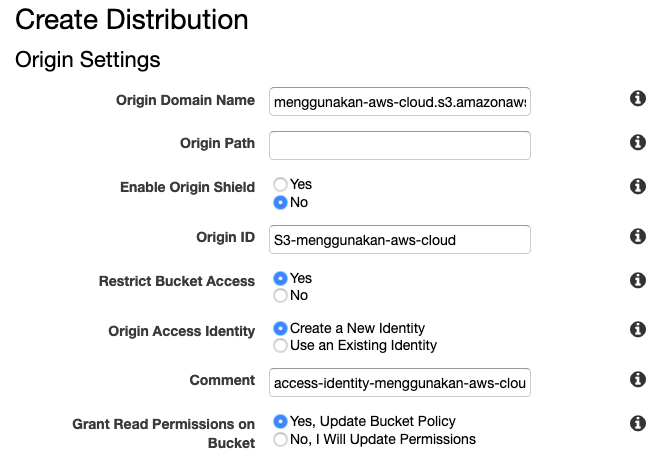 Create Distribution
Origin Settings
Origin Domain Name menggunakan-aws-cloud.s3.amazonaws
Origin Path
Enable Origin Shield Yes
No
Origin ID S3-menggunakan-aws-cloud
Restrict Bucket Access Yes
No
Origin Access Identity Create a New Identity
Use an Existing Identity
Comment access-identity-menggunakan-aws-clou
Grant Read Permissions on Yes, Update Bucket Policy
Bucket No, I Will Update Permissions